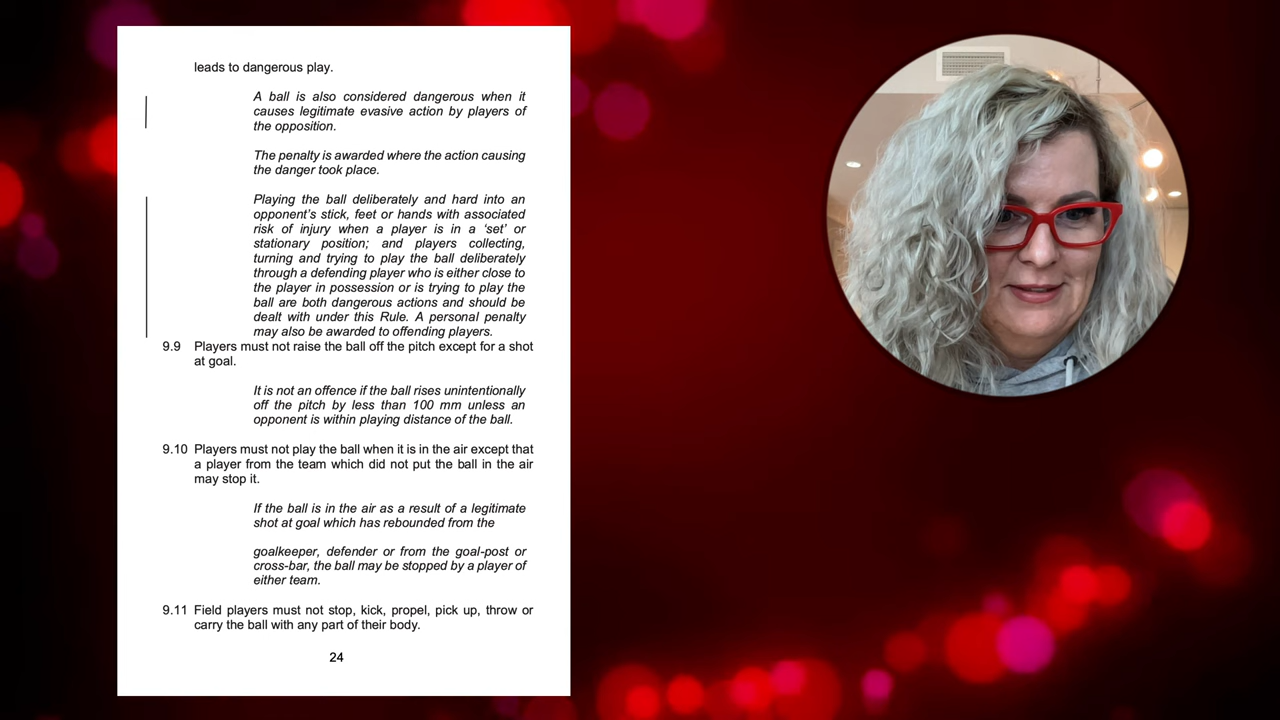 leads to dangerous play.
A ball is also considered dangerous when it
causes legitimate evasive action by players of
the opposition.
The penalty is awarded where the action causing
the danger took place.
Playing the ball deliberately and hard into an
opponent's stick, feet or hands with associated
risk of injury when a player is in a 'set' or
stationary position; and players collecting,
turning and trying to play the ball deliberately
through a defending player who is either close to
the player in possession or is trying to play the
ball are both dangerous actions and should be
dealt with under this Rule. A personal penalty
may also be awarded to offending players.
9.9 Players must not raise the ball off the pitch except for a shot
at goal.
It is not an offence if the ball rises unintentionally
off the pitch by less than 100 mm unless an
opponent is within playing distance of the ball.
9.10 Players must not play the ball when it is in the air except that
a player from the team which did not put the ball in the air
may stop it.
If the ball is in the air as a result of a legitimate
shot at goal which has rebounded from the
goalkeeper, defender or from the goal-post or
cross-bar, the ball may be stopped by a player of
either team.
9.11 Field players must not stop, kick, propel, pick up, throw or
carry the ball with any part of their body.
24